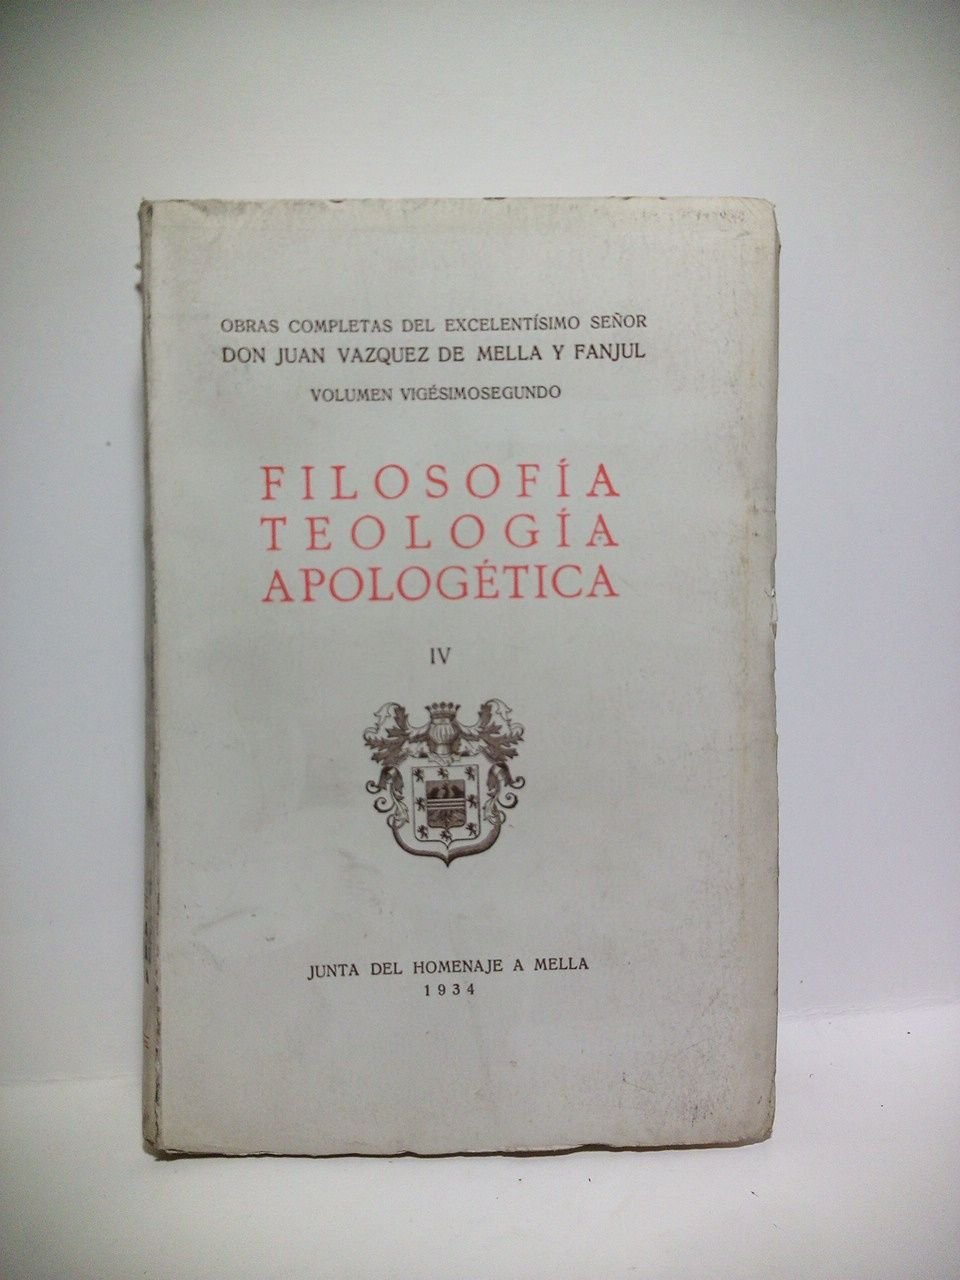 OBRAS COMPLETAS DEL EXCELENTÍSIMO SEÑOR
DON JUAN VAZQUEZ DE MELLA Y FANJUL
VOLUMEN VIGÉSIMOSEGUNDO
FILOSOFÍA
TEOLOGÍA
APOLOGÉTICA
IV
JUNTA DEL HOMENAJE A MELLA
1934